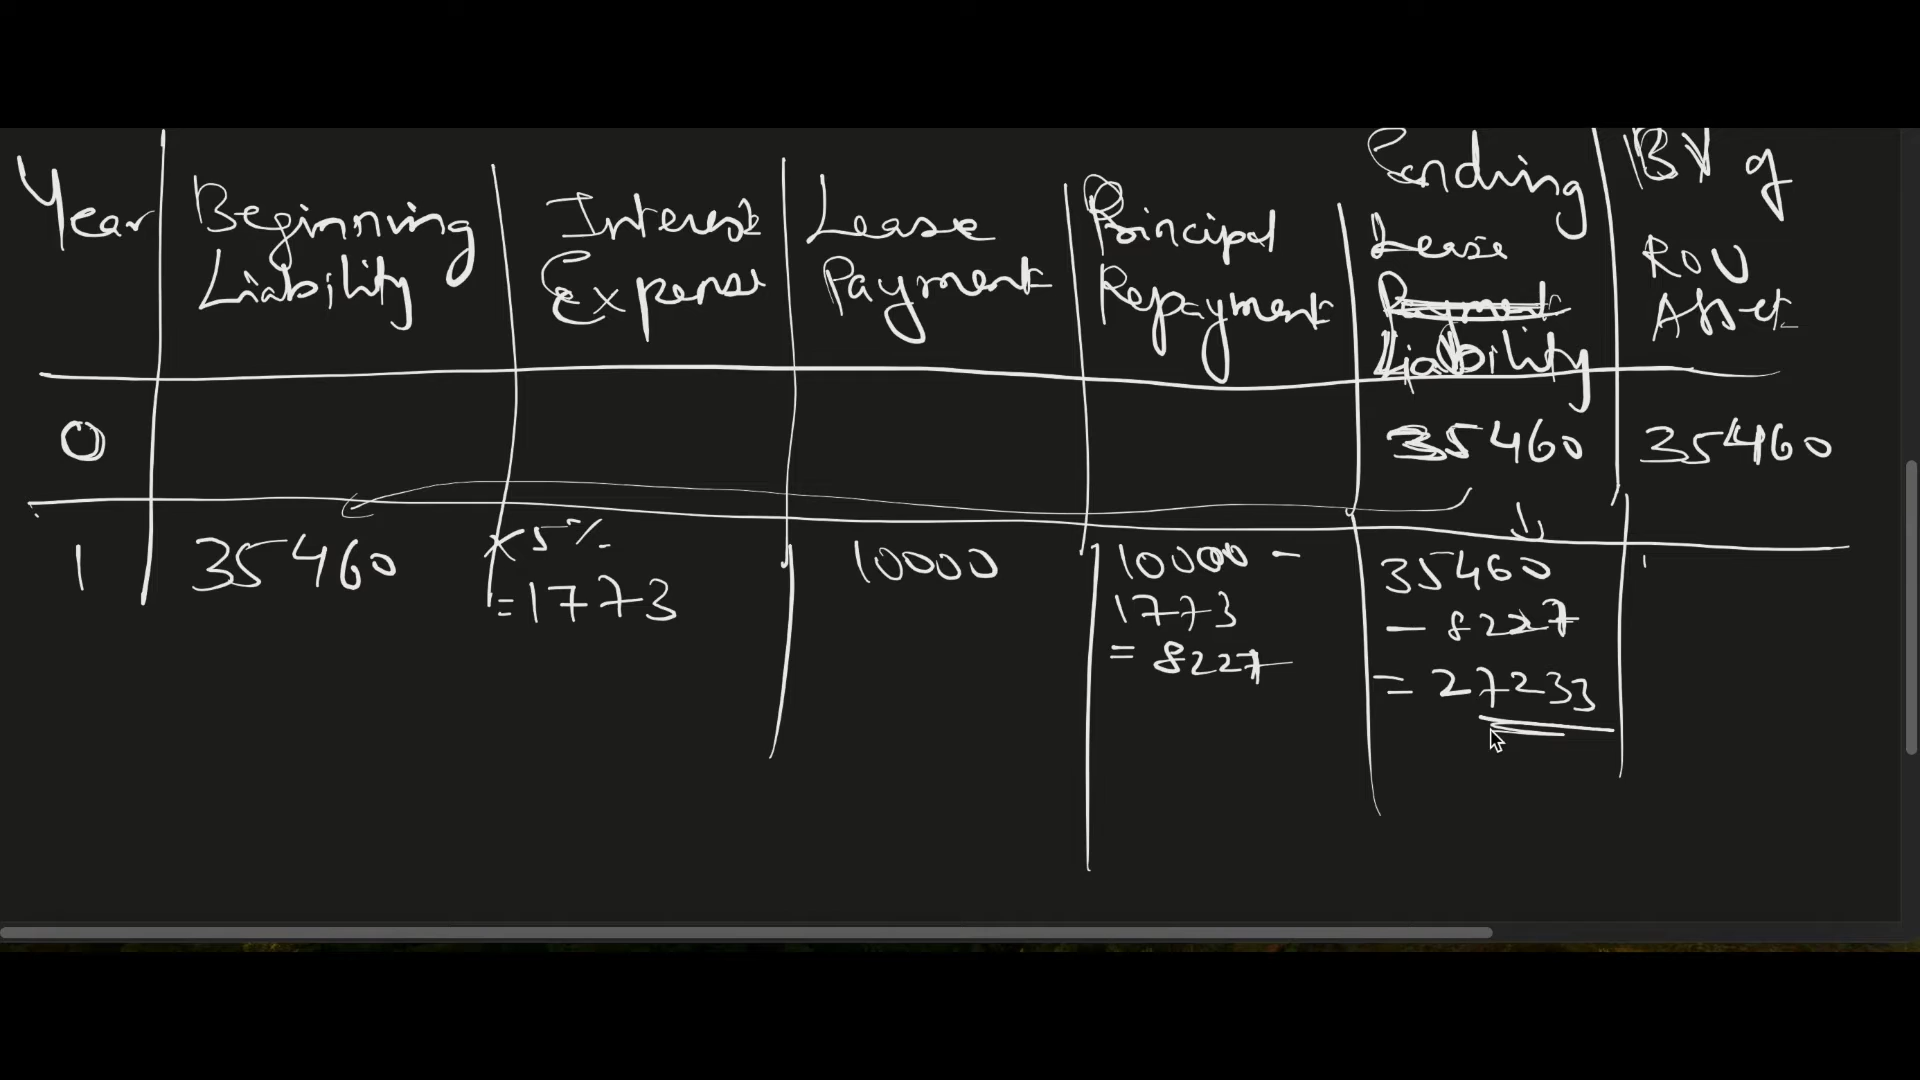 Year
Beginning
Liability
Interest
Expense
Lease
Payment
Principal
Repayment
Ending
Lease
Payment
Liability
BV of
ROU
Asset
0
35460
35460
1
35460
× 5%
= 1773
10000
10000 -
1773
= 8227
35460
- 8227
= 27233